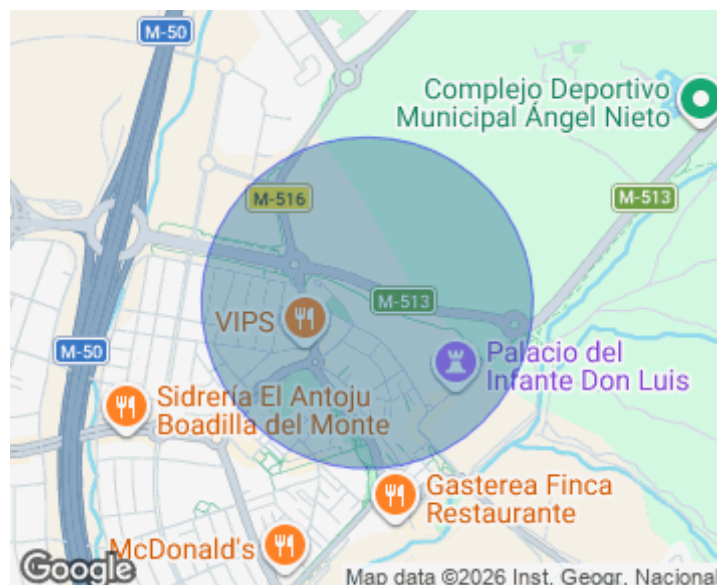 M-50
Complejo Deportivo
Municipal Ángel Nieto
M-516
M-513
M-513
VIPS
M-50
Palacio del
Infante Don Luis
Sidrería El Antoju
Boadilla del Monte
Gasterea Finca
Restaurante
McDonald's
Google
Map data ©2026 Inst. Geogr. Nacional